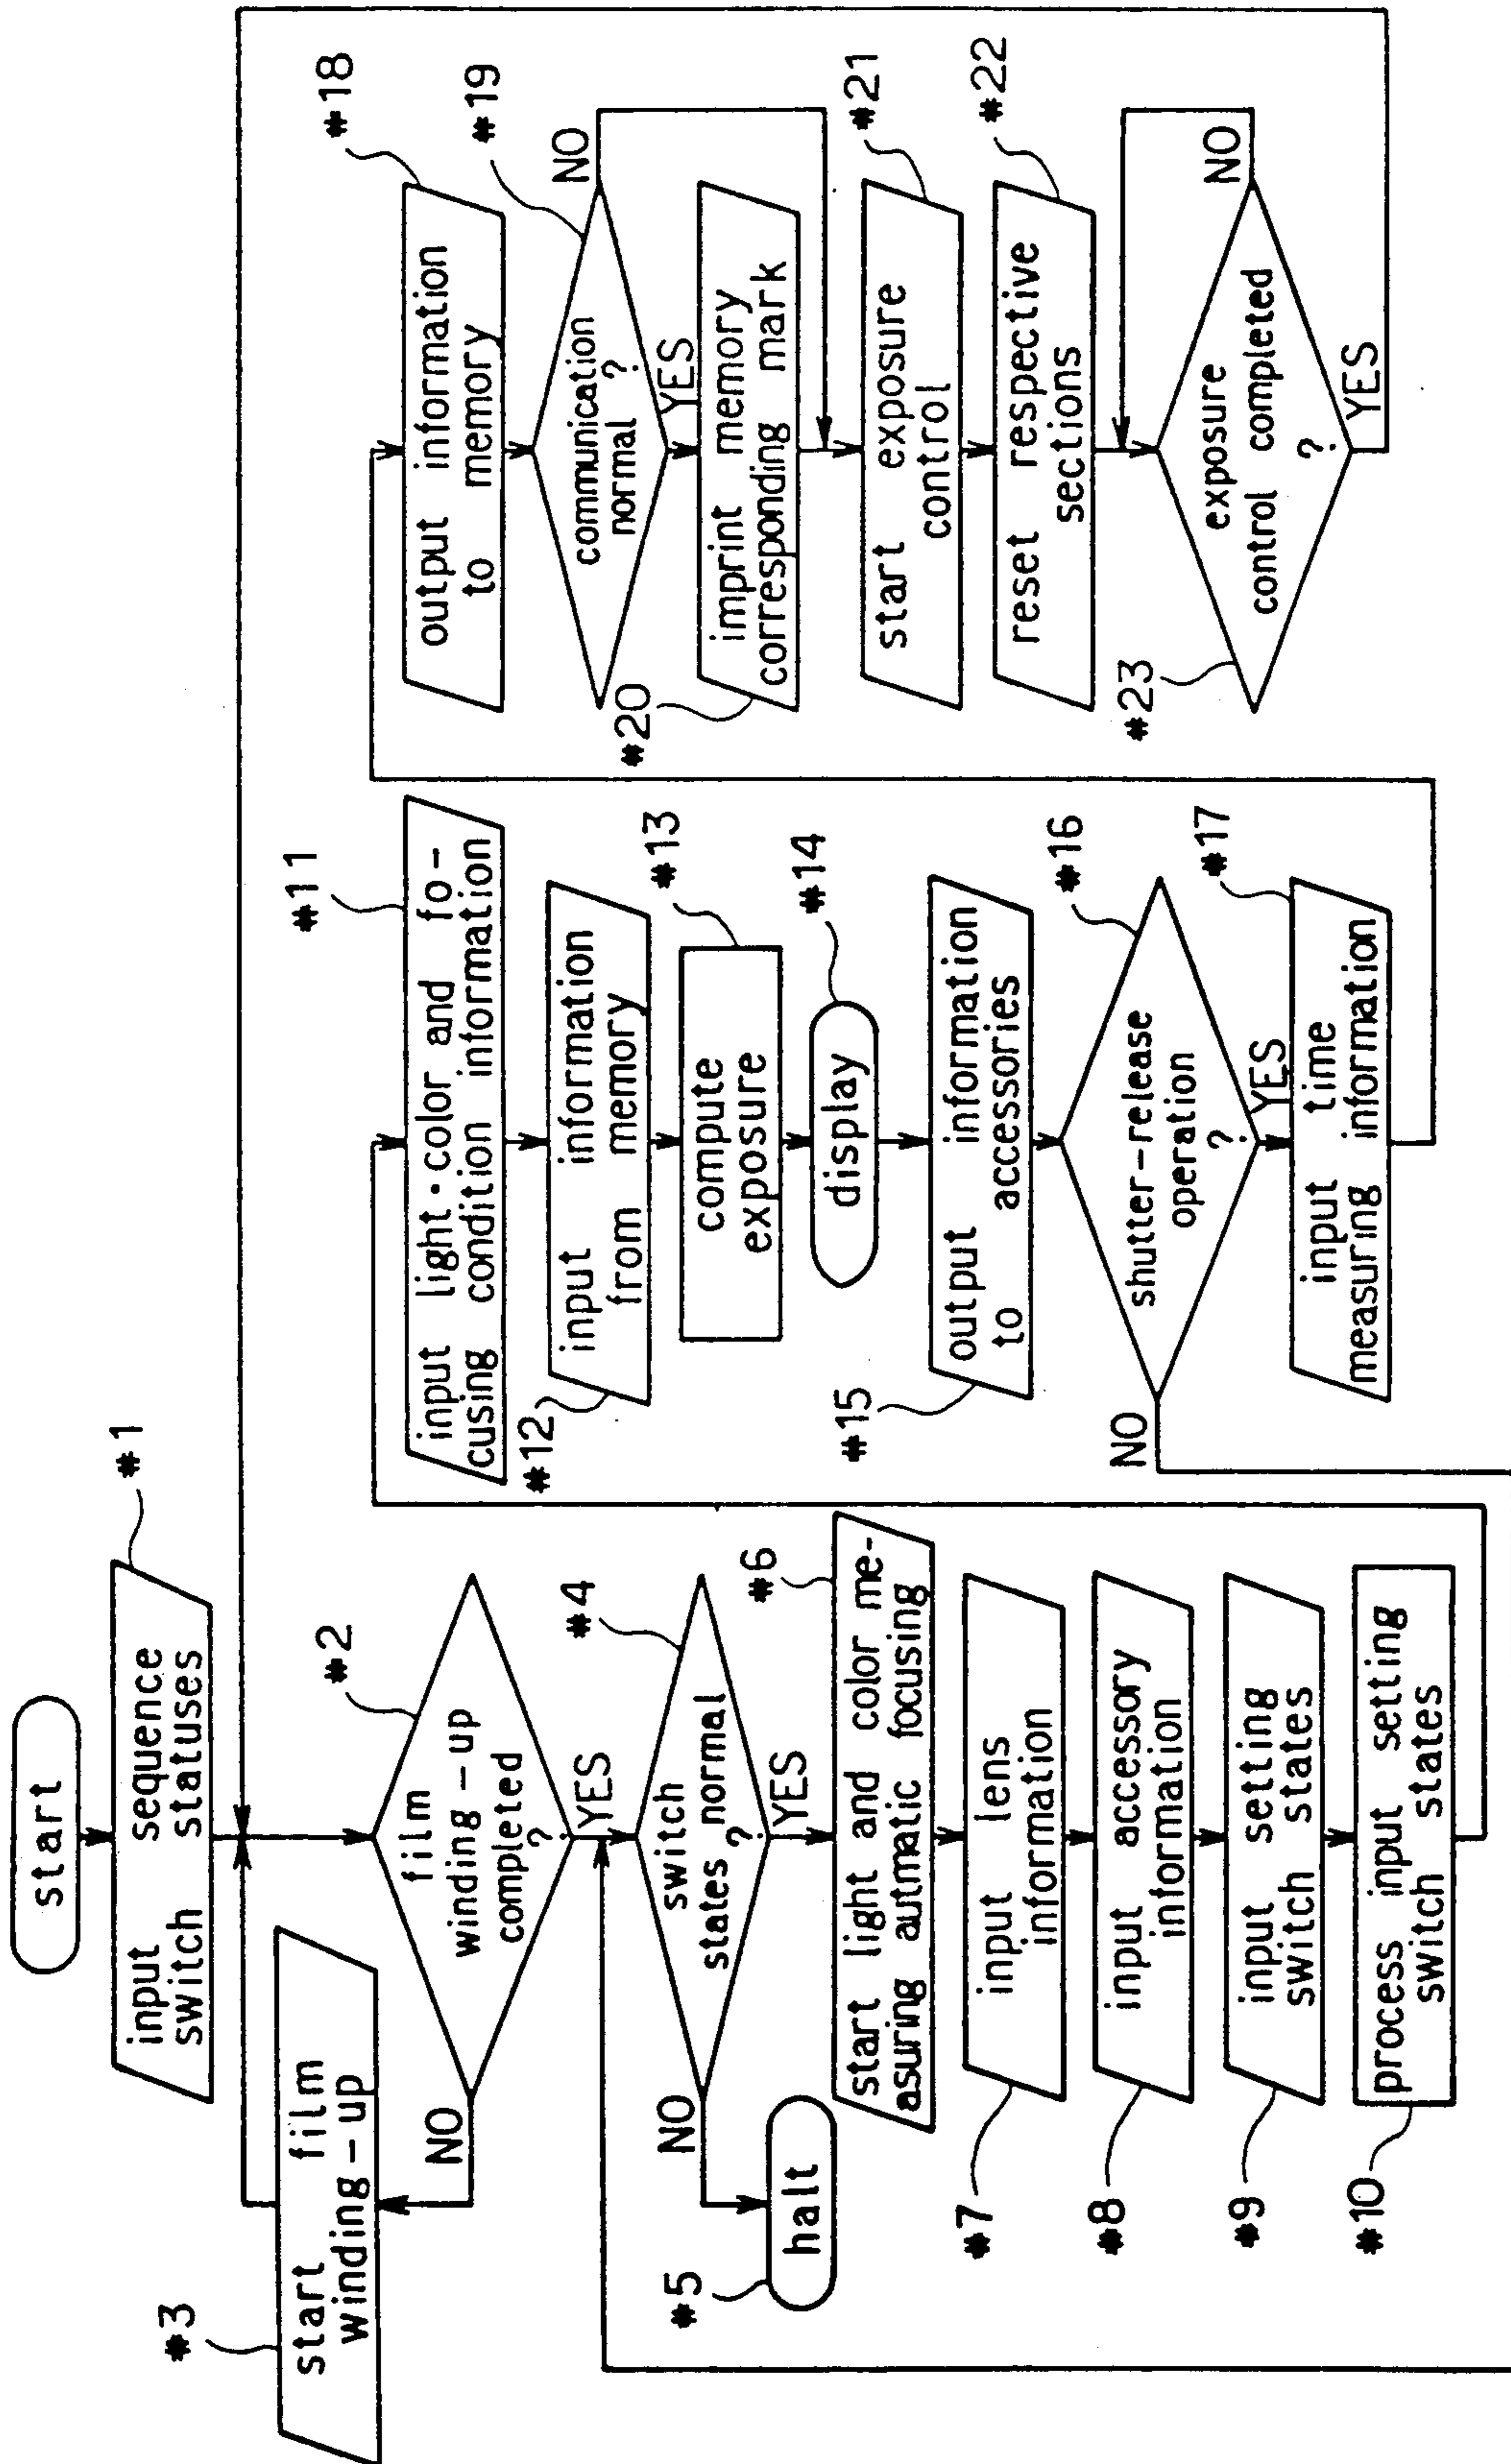 start
#1
input sequence
switch statuses
#2
film
winding-up
completed
?
NO
YES
#3
start film
winding-up
#4
switch
states normal
?
NO
YES
#5
halt
#6
start light and color me-
asuring autmatic focusing
#7
input lens
information
#8
input accessory
information
#9
input setting
switch states
#10
process input setting
switch states
#11
input light·color and fo-
cusing condition information
#12
input information
from memory
#13
compute
exposure
#14
display
#15
output information
to accessories
#16
shutter-release
operation
?
NO
YES
#17
input time
measuring information
#18
output information
to memory
#19
communication
normal ?
NO
YES
#20
imprint memory
corresponding mark
#21
start exposure
control
#22
reset respective
sections
#23
exposure
control completed
?
NO
YES